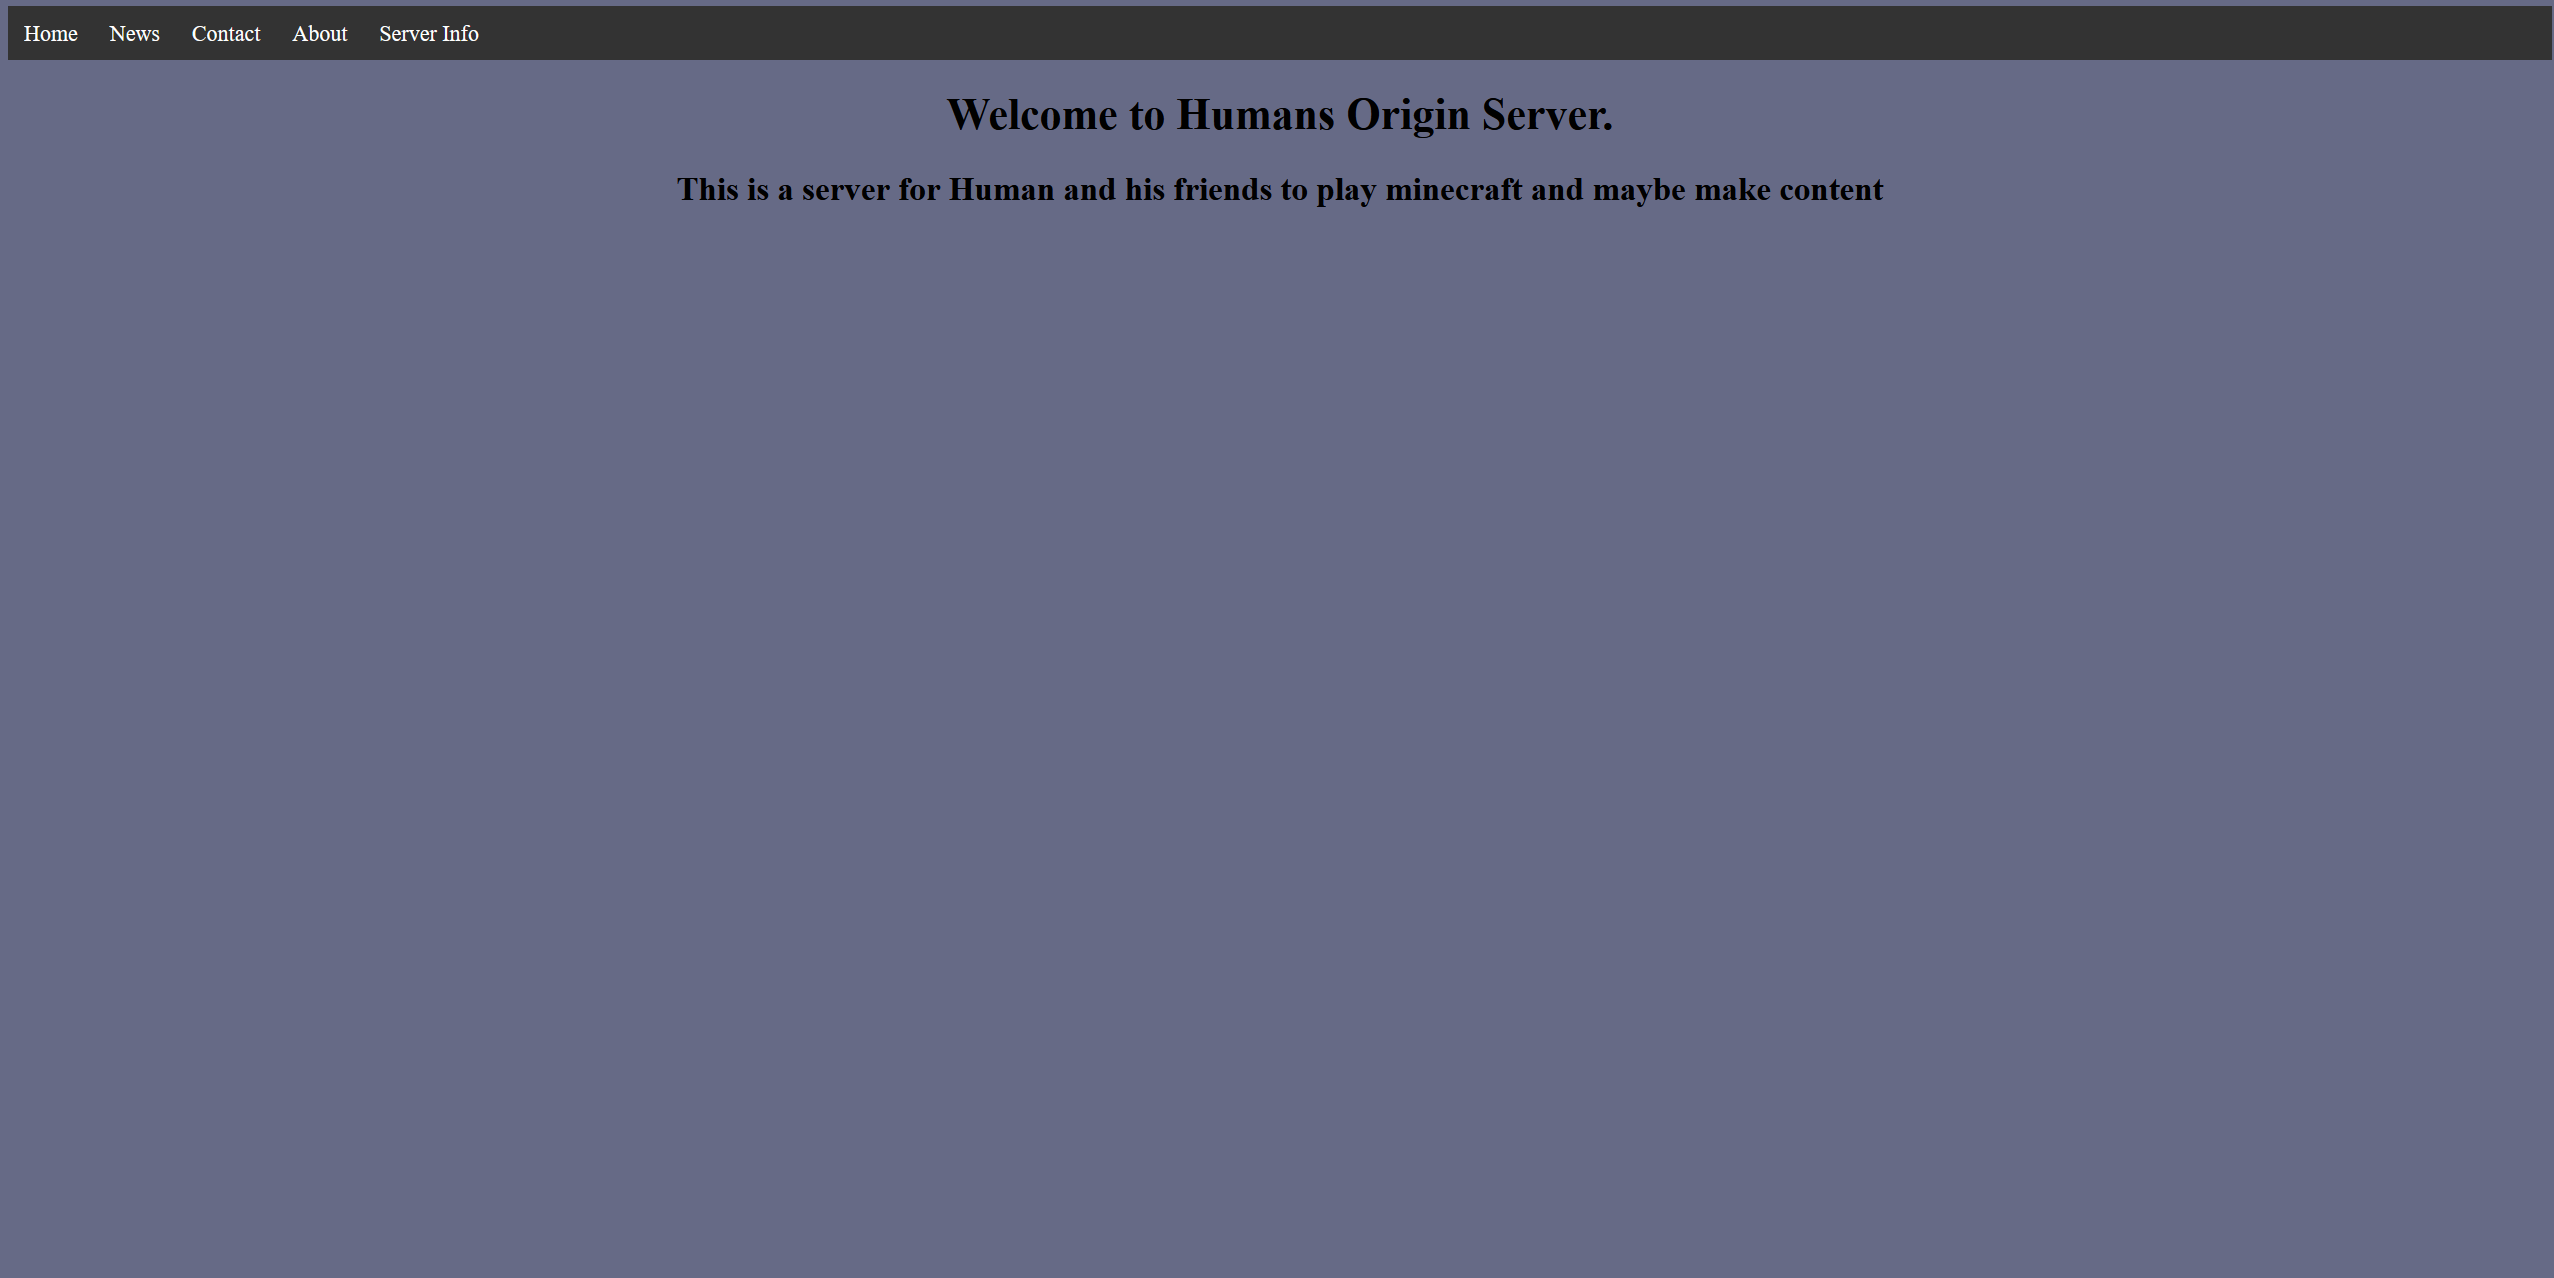 Home News Contact About Server Info
Welcome to Humans Origin Server.
This is a server for Human and his friends to play minecraft and maybe make content